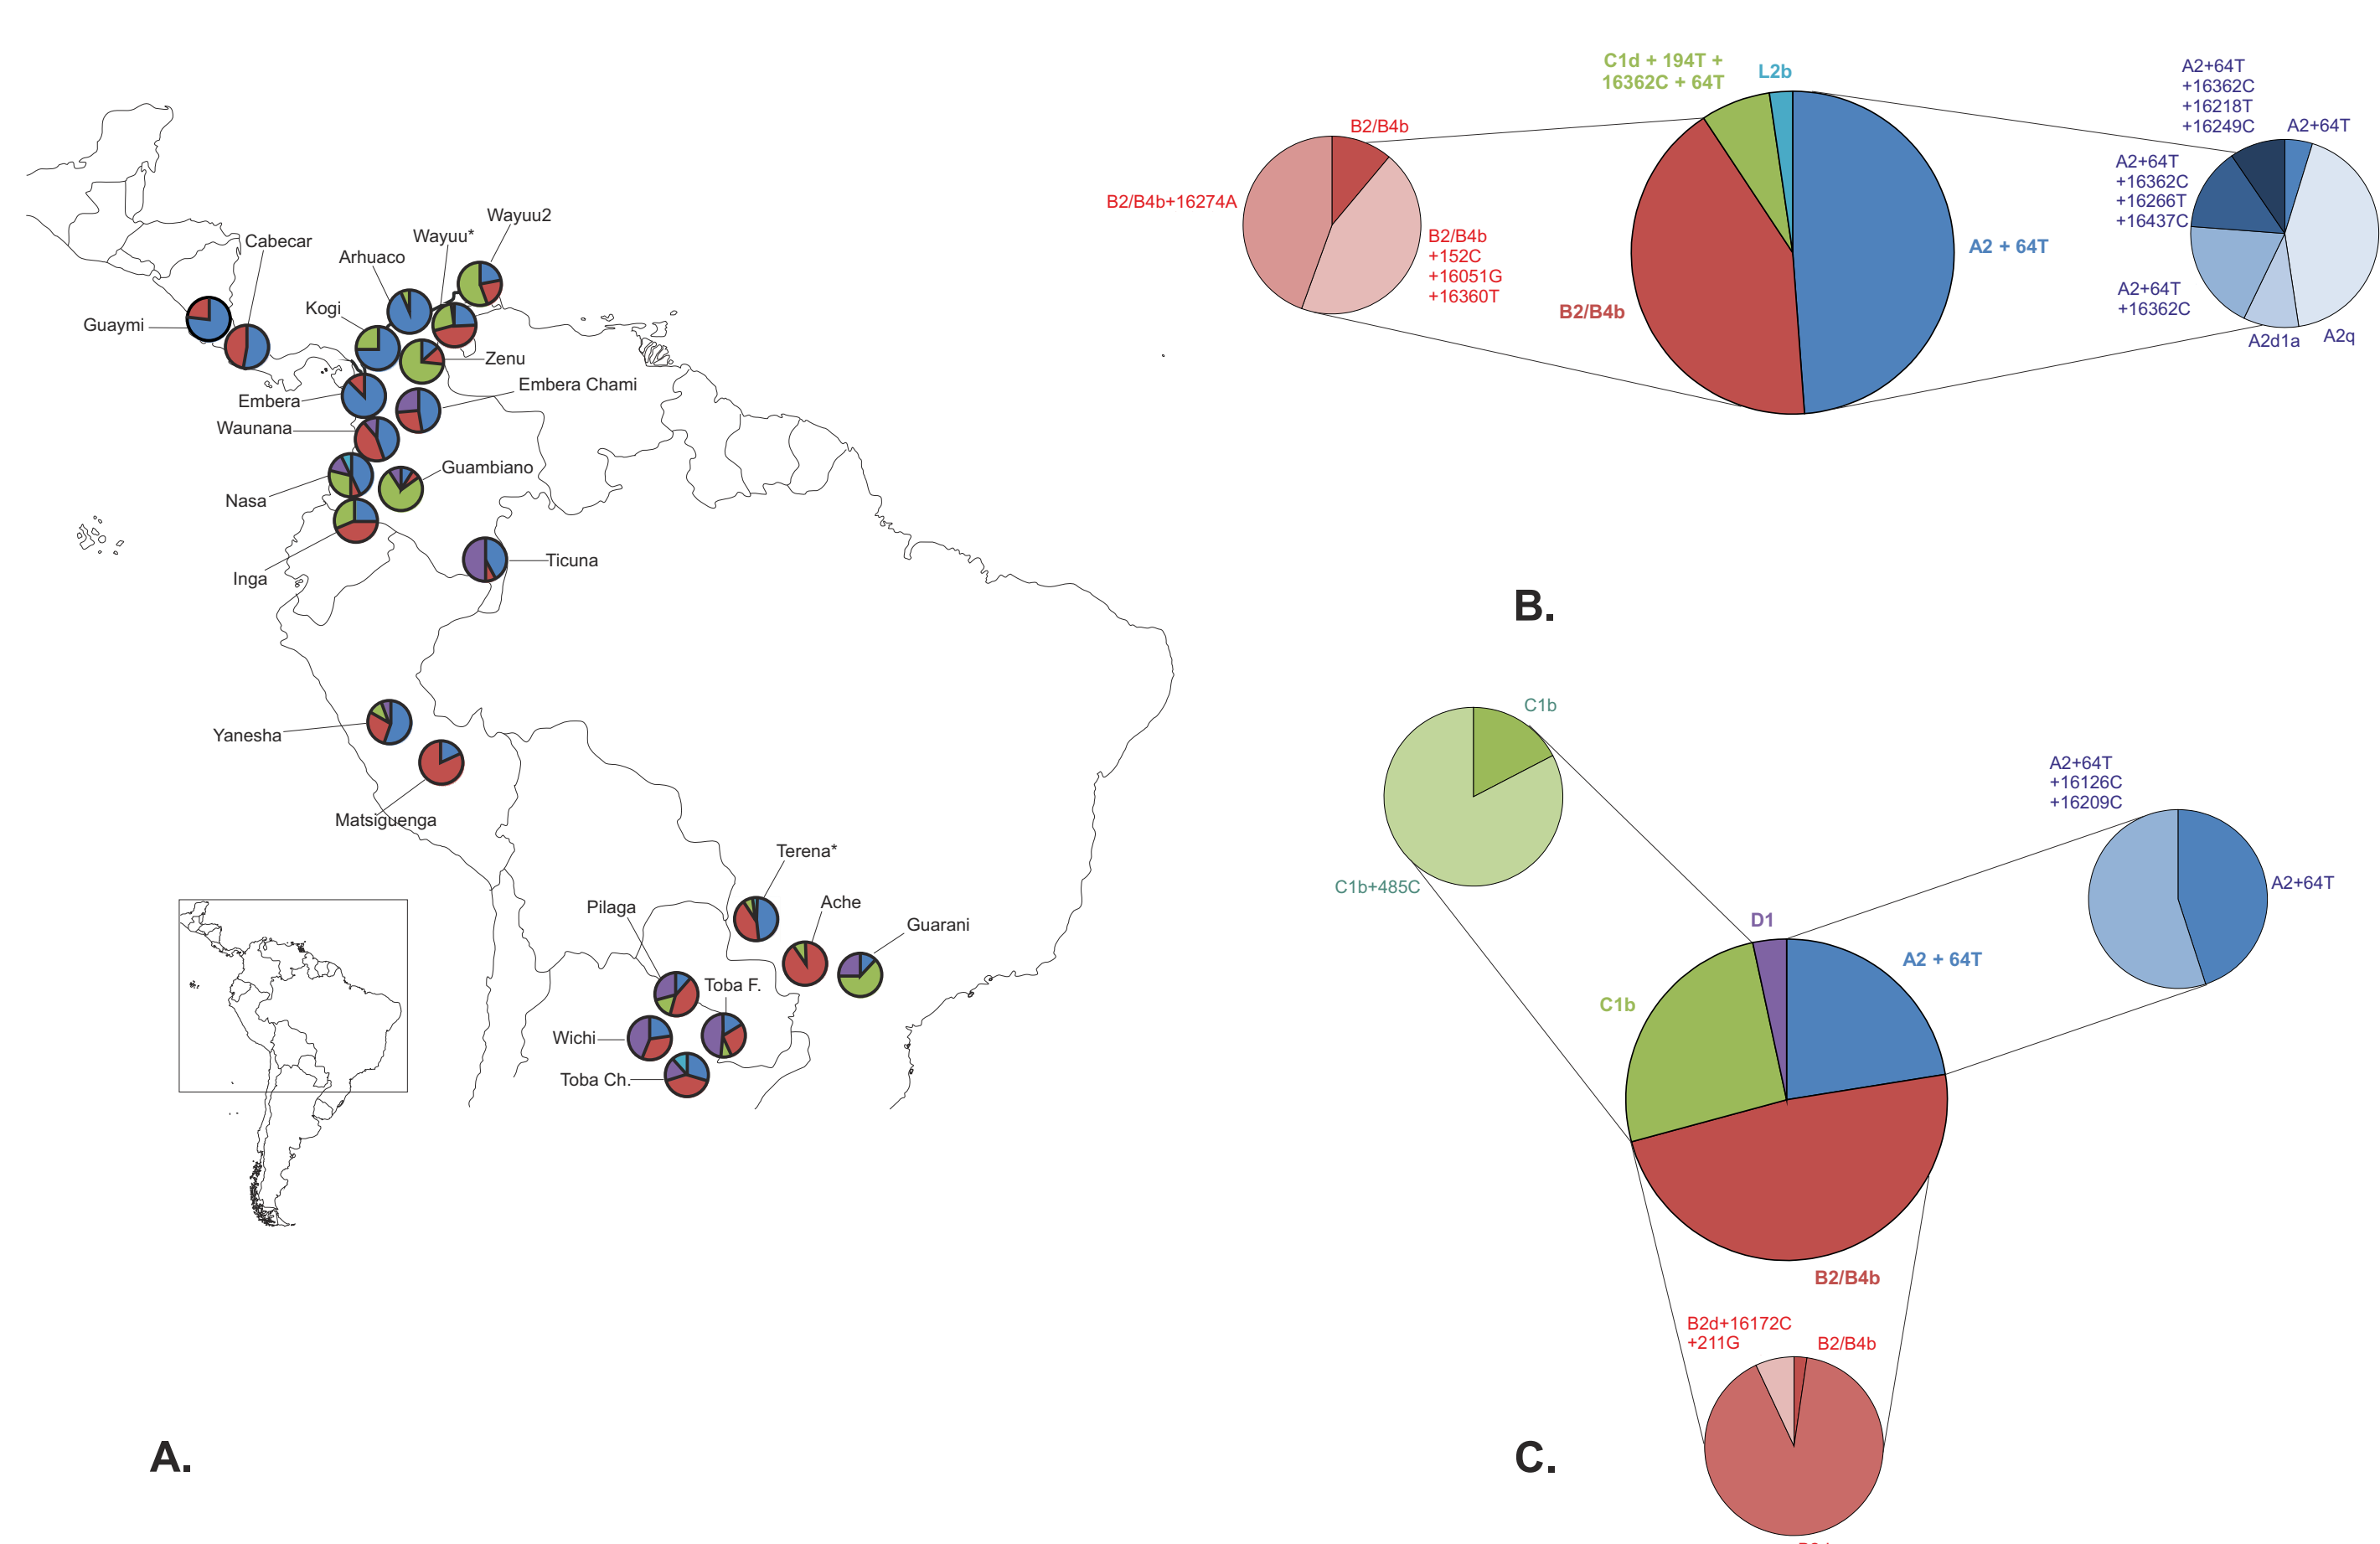 Wayuu2
Wayuu*
Cabecar
Arhuaco
Kogi
Guaymi
Zenu
Embera Chami
Embera
Waunana
Guambiano
Nasa
Ticuna
Inga
Yanesha
Matsiguenga
Terena*
Ache
Pilaga
Guarani
Toba F.
Wichi
Toba Ch.
A.
C1d + 194T +
16362C + 64T
L2b
A2 + 64T
B2/B4b
B2/B4b
B2/B4b+16274A
B2/B4b
+152C
+16051G
+16360T
A2+64T
+16362C
+16218T
+16249C
A2+64T
A2+64T
+16362C
+16266T
+16437C
A2+64T
+16362C
A2d1a
A2q
B.
C1b
C1b+485C
A2+64T
+16126C
+16209C
A2+64T
D1
A2 + 64T
C1b
B2/B4b
B2d+16172C
+211G
B2/B4b
C.